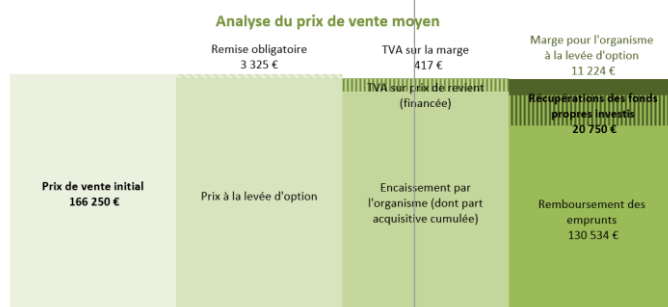 Analyse du prix de vente moyen
Remise obligatoire
3 325 €
TVA sur la marge
417 €
Marge pour l'organisme
à la levée d'option
11 224 €
TVA sur prix de revient
(financée)
Récupérations des fonds
propres investis
20 750 €
Prix de vente initial
166 250 €
Prix à la levée d'option
Encaissement par
l'organisme (dont part
acquisitive cumulée)
Remboursement des
emprunts
130 534 €